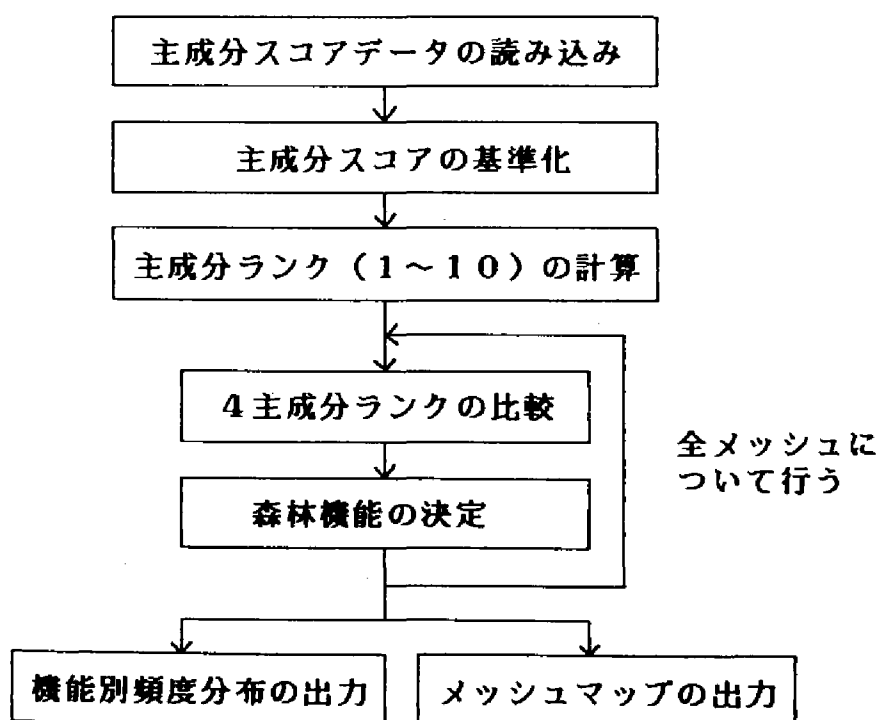 主成分スコアデータの読み込み
主成分スコアの基準化
主成分ランク（１～１０）の計算
４主成分ランクの比較
全メッシュに
ついて行う
森林機能の決定
機能別頻度分布の出力
メッシュマップの出力